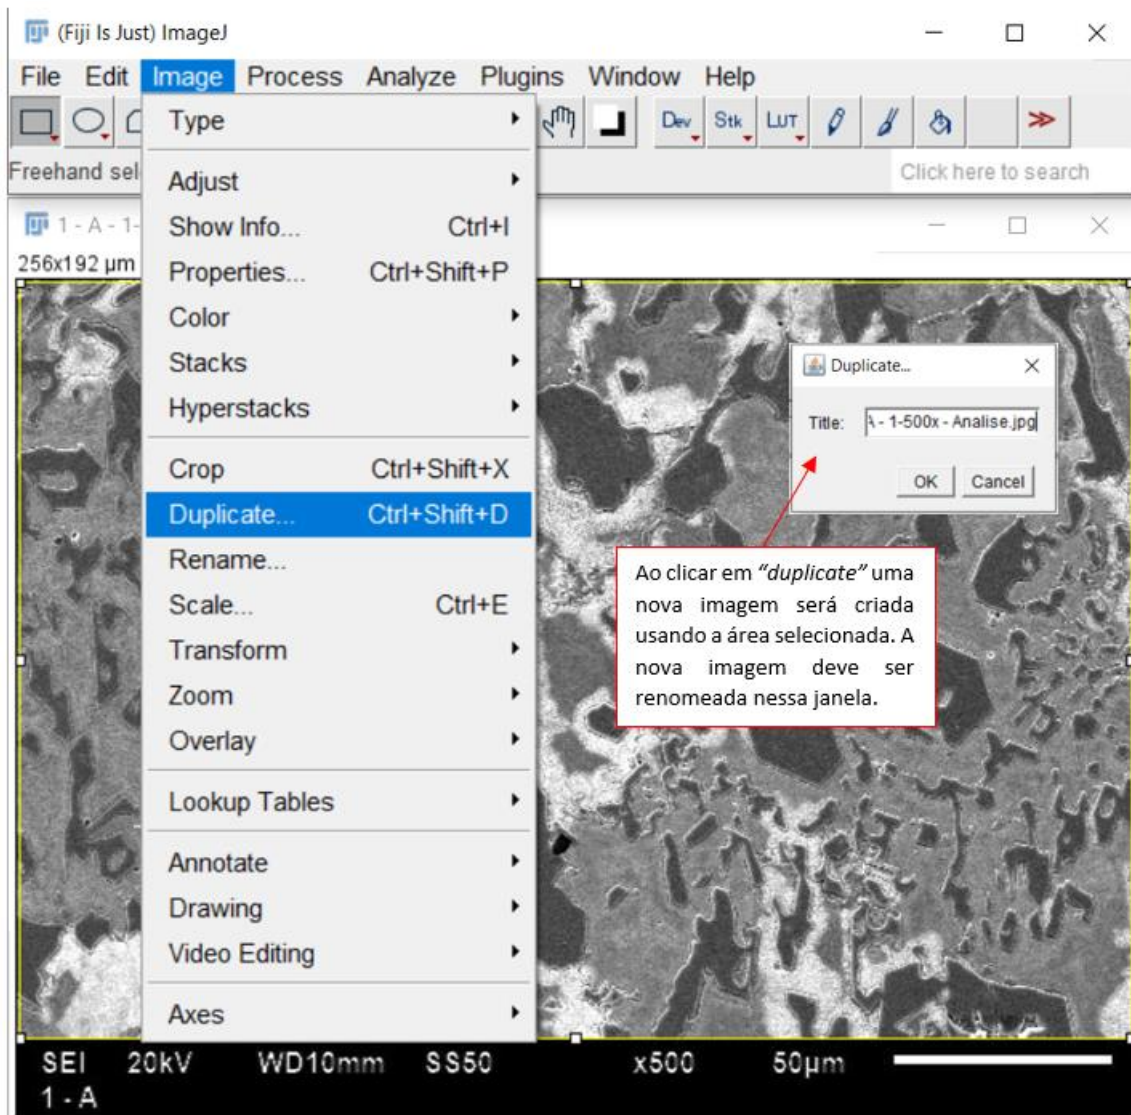 (Fiji Is Just) ImageJ
File Edit Image Process Analyze Plugins Window Help
Dev Stk LUT
Freehand sel
Click here to search
1 - A - 1-
256x192 µm
Type
Adjust
Show Info... Ctrl+I
Properties... Ctrl+Shift+P
Color
Stacks
Hyperstacks
Crop Ctrl+Shift+X
Duplicate... Ctrl+Shift+D
Rename...
Scale... Ctrl+E
Transform
Zoom
Overlay
Lookup Tables
Annotate
Drawing
Video Editing
Axes
Duplicate...
Title: A - 1-500x - Analise.jpg
OK Cancel
Ao clicar em “duplicate” uma
nova imagem será criada
usando a área selecionada. A
nova imagem deve ser
renomeada nessa janela.
SEI 20kV WD10mm SS50 x500 50µm
1 - A